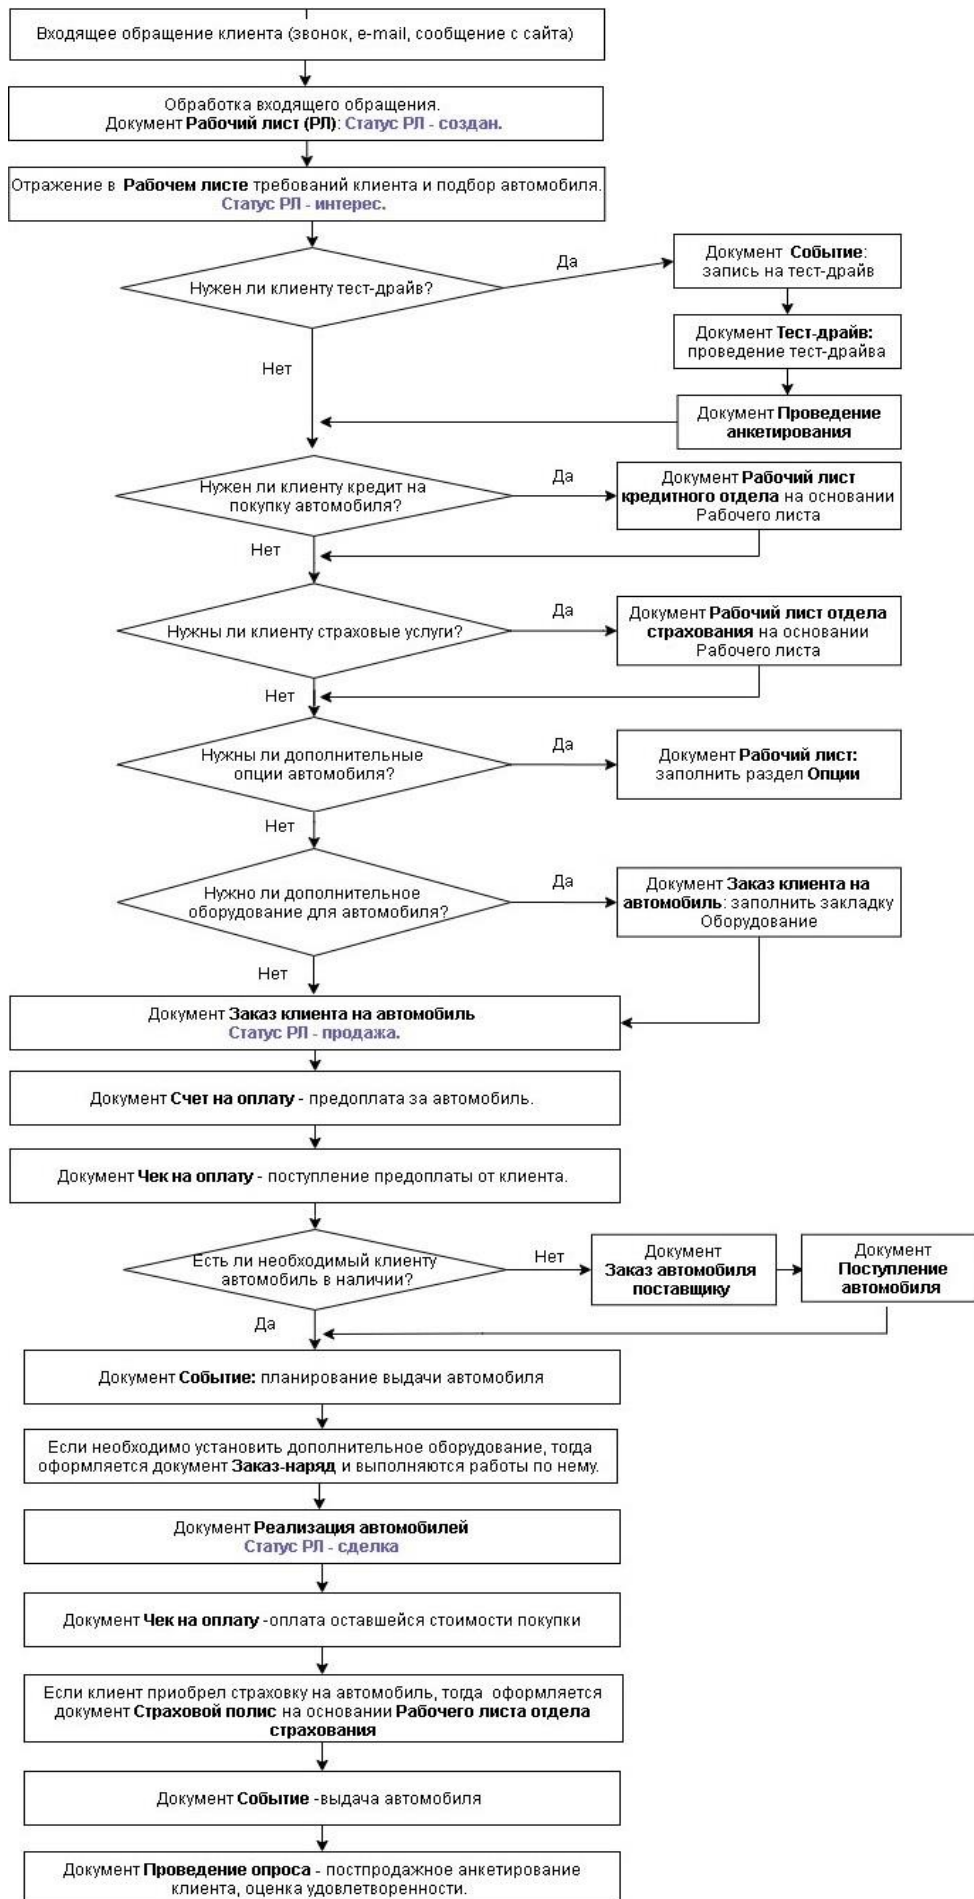 Входящее обращение клиента (звонок, e-mail, сообщение с сайта)
Обработка входящего обращения.
Документ Рабочий лист (РЛ): Статус РЛ - создан.
Отражение в Рабочем листе требований клиента и подбор автомобиля.
Статус РЛ - интерес.
Нужен ли клиенту тест-драйв?
Да
Документ Событие:
запись на тест-драйв
Документ Тест-драйв:
проведение тест-драйва
Нет
Документ Проведение
анкетирования
Нужен ли клиенту кредит на
покупку автомобиля?
Да
Документ Рабочий лист
кредитного отдела на основании
Рабочего листа
Нет
Нужны ли клиенту страховые услуги?
Да
Документ Рабочий лист отдела
страхования на основании
Рабочего листа
Нет
Нужны ли дополнительные
опции автомобиля?
Да
Документ Рабочий лист:
заполнить раздел Опции
Нет
Нужно ли дополнительное
оборудование для автомобиля?
Да
Документ Заказ клиента на
автомобиль: заполнить закладку
Оборудование
Нет
Документ Заказ клиента на автомобиль
Статус РЛ - продажа.
Документ Счет на оплату - предоплата за автомобиль.
Документ Чек на оплату - поступление предоплаты от клиента.
Есть ли необходимый клиенту
автомобиль в наличии?
Нет
Документ
Заказ автомобиля
поставщику
Документ
Поступление
автомобиля
Да
Документ Событие: планирование выдачи автомобиля
Если необходимо установить дополнительное оборудование, тогда
оформляется документ Заказ-наряд и выполняются работы по нему.
Документ Реализация автомобилей
Статус РЛ - сделка
Документ Чек на оплату -оплата оставшейся стоимости покупки
Если клиент приобрел страховку на автомобиль, тогда оформляется
документ Страховой полис на основании Рабочего листа отдела
страхования
Документ Событие -выдача автомобиля
Документ Проведение опроса - постпродажное анкетирование
клиента, оценка удовлетворенности.